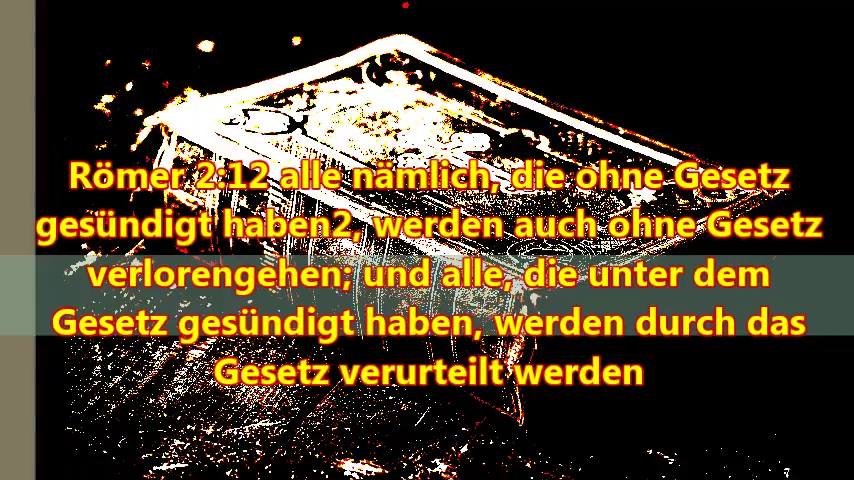 Römer 2:12 alle nämlich, die ohne Gesetz
gesündigt haben2, werden auch ohne Gesetz
verlorengehen; und alle, die unter dem
Gesetz gesündigt haben, werden durch das
Gesetz verurteilt werden